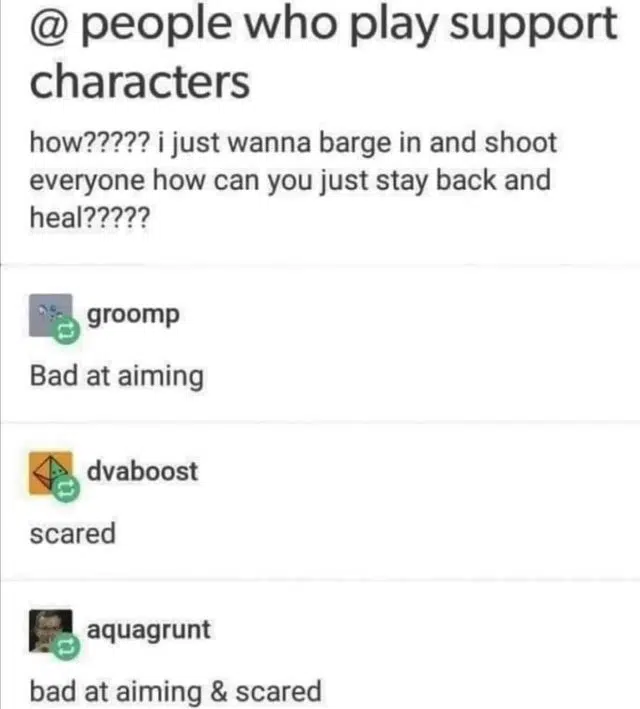 @ people who play support
characters
how????? i just wanna barge in and shoot
everyone how can you just stay back and
heal?????
groomp
Bad at aiming
dvaboost
scared
aquagrunt
bad at aiming & scared